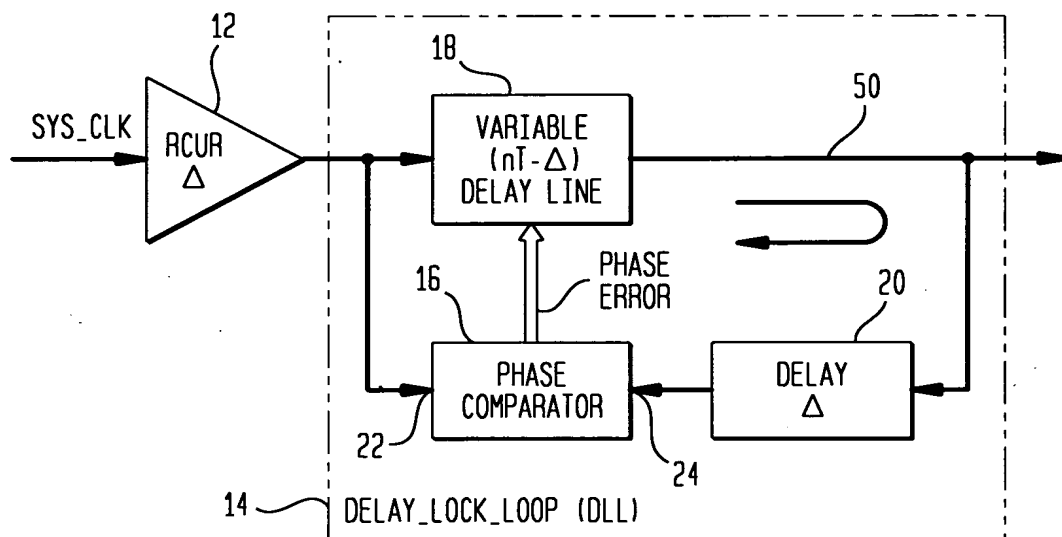 12
18
50
SYS_CLK
RCUR
Δ
VARIABLE
(nT-Δ)
DELAY LINE
16
PHASE
ERROR
20
PHASE
COMPARATOR
DELAY
Δ
22
24
14
DELAY_LOCK_LOOP (DLL)